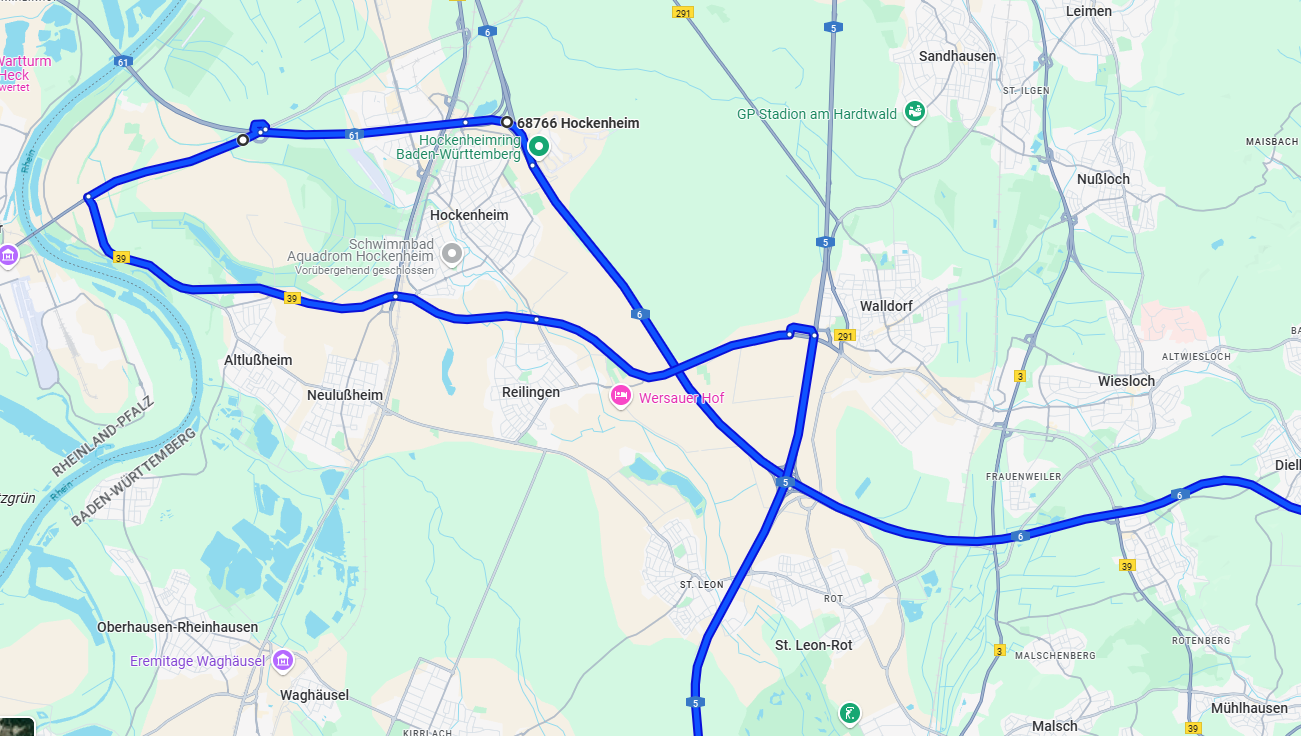 291
Leimen
6
5
Sandhausen
61
Wartturm
Heck
wertet
ST. ILGEN
GP Stadion am Hardtwald
68766 Hockenheim
61
Hockenheimring
Baden-Württemberg
MAISBACH
Rhein
Nußloch
Hockenheim
5
Schwimmbad
Aquadrom Hockenheim
Vorübergehend geschlossen
39
39
6
Walldorf
291
Altlußheim
ALTWIESLOCH
3
Wiesloch
Neulußheim
Reilingen
Wersauer Hof
RHEINLAND-PFALZ
BADEN-WÜRTTEMBERG
Rhein
zgrün
FRAUENWEILER
5
6
6
39
ST. LEON
ROT
Oberhausen-Rheinhausen
St. Leon-Rot
ROTENBERG
3
MALSCHENBERG
Eremitage Waghäusel
Waghäusel
5
Mühlhausen
Malsch
39
KIRRLACH